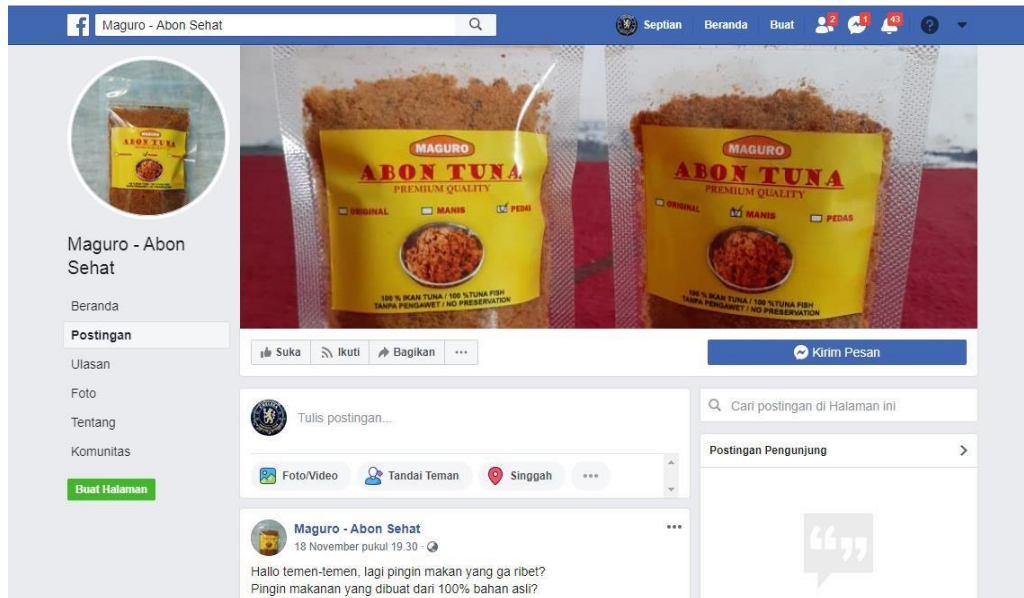 Maguro - Abon Sehat
Septian Beranda Buat 2 1 43
MAGURO
ABON TUNA
PREMIUM QUALITY
ORIGINAL MANIS PEDAS
100 % IKAN TUNA / 100 % TUNA FISH
TANPA PENGAWET / NO PRESERVATION
MAGURO
ABON TUNA
PREMIUM QUALITY
ORIGINAL MANIS PEDAS
100 % IKAN TUNA / 100 % TUNA FISH
TANPA PENGAWET / NO PRESERVATION
MAGURO
ABON TUNA
Maguro - Abon
Sehat
Beranda
Postingan
Ulasan
Foto
Tentang
Komunitas
Buat Halaman
Suka Ikuti Bagikan
Kirim Pesan
Tulis postingan...
Foto/Video Tandai Teman Singgah
Cari postingan di Halaman ini
Postingan Pengunjung
Maguro - Abon Sehat
18 November pukul 19.30
Hallo temen-temen, lagi pingin makan yang ga ribet?
Pingin makanan yang dibuat dari 100% bahan asli?